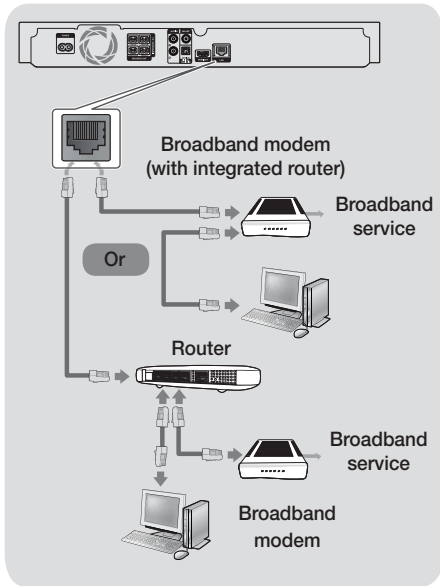 Broadband modem
(with integrated router)
Broadband
service
Or
Router
Broadband
service
Broadband
modem